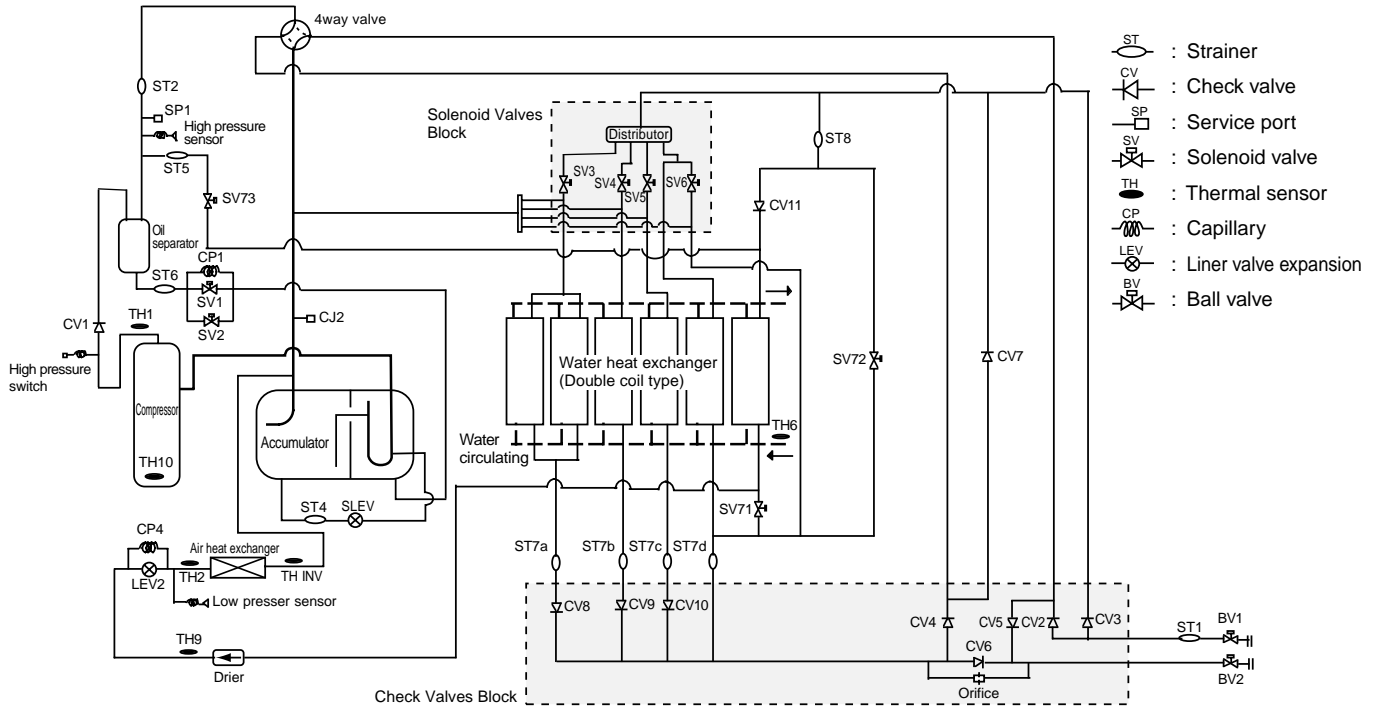 4way valve
ST
: Strainer
CV
: Check valve
SP
: Service port
SV
: Solenoid valve
TH
: Thermal sensor
CP
: Capillary
LEV
: Liner valve expansion
BV
: Ball valve
ST2
SP1
High pressure
sensor
ST5
SV73
Oil
separator
CP1
ST6
SV1
SV2
CV1
TH1
High pressure
switch
Compressor
TH10
CJ2
Accumulator
ST4
SLEV
CP4
LEV2
TH2
Air heat exchanger
TH INV
Low presser sensor
TH9
Drier
Solenoid Valves
Block
Distributor
SV3
SV4
SV5
SV6
ST8
CV11
SV72
CV7
Water heat exchanger
(Double coil type)
TH6
Water
circulating
SV71
ST7a
ST7b
ST7c
ST7d
CV8
CV9
CV10
CV4
CV5
CV2
CV3
CV6
Orifice
ST1
BV1
BV2
Check Valves Block